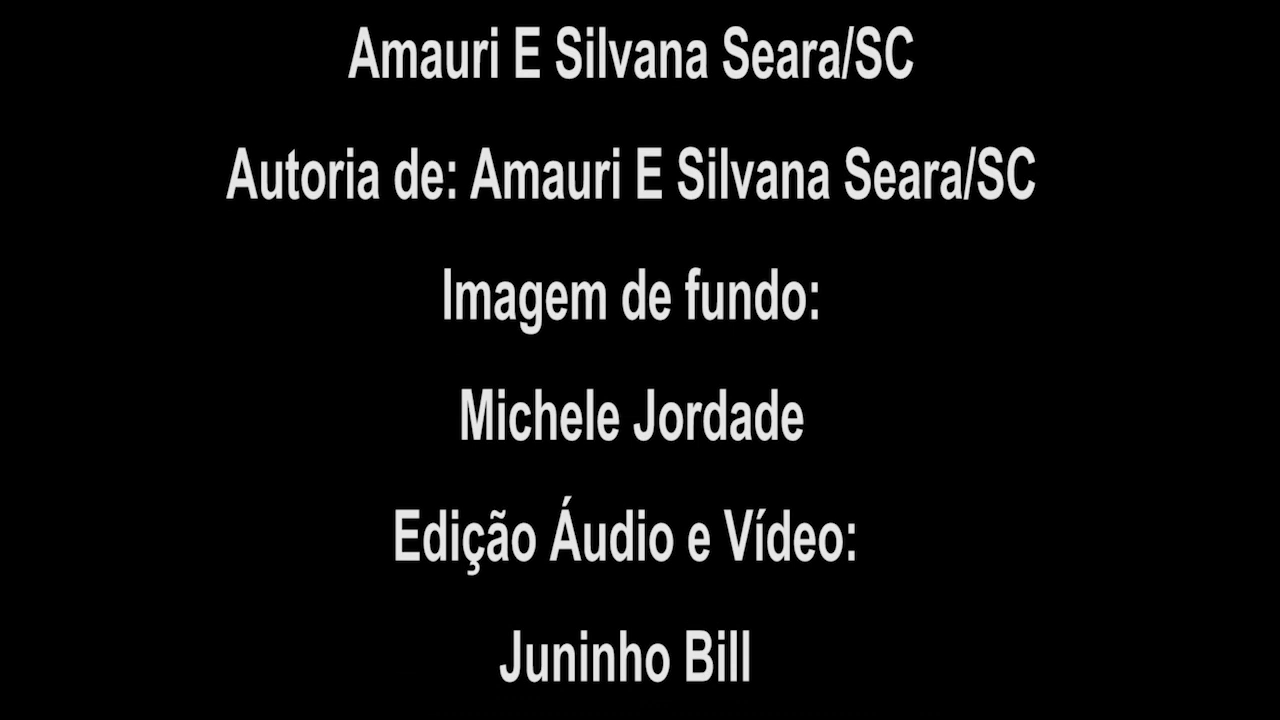 Amauri E Silvana Seara/SC
Autoria de: Amauri E Silvana Seara/SC
Imagem de fundo:
Michele Jordade
Edição Áudio e Vídeo:
Juninho Bill